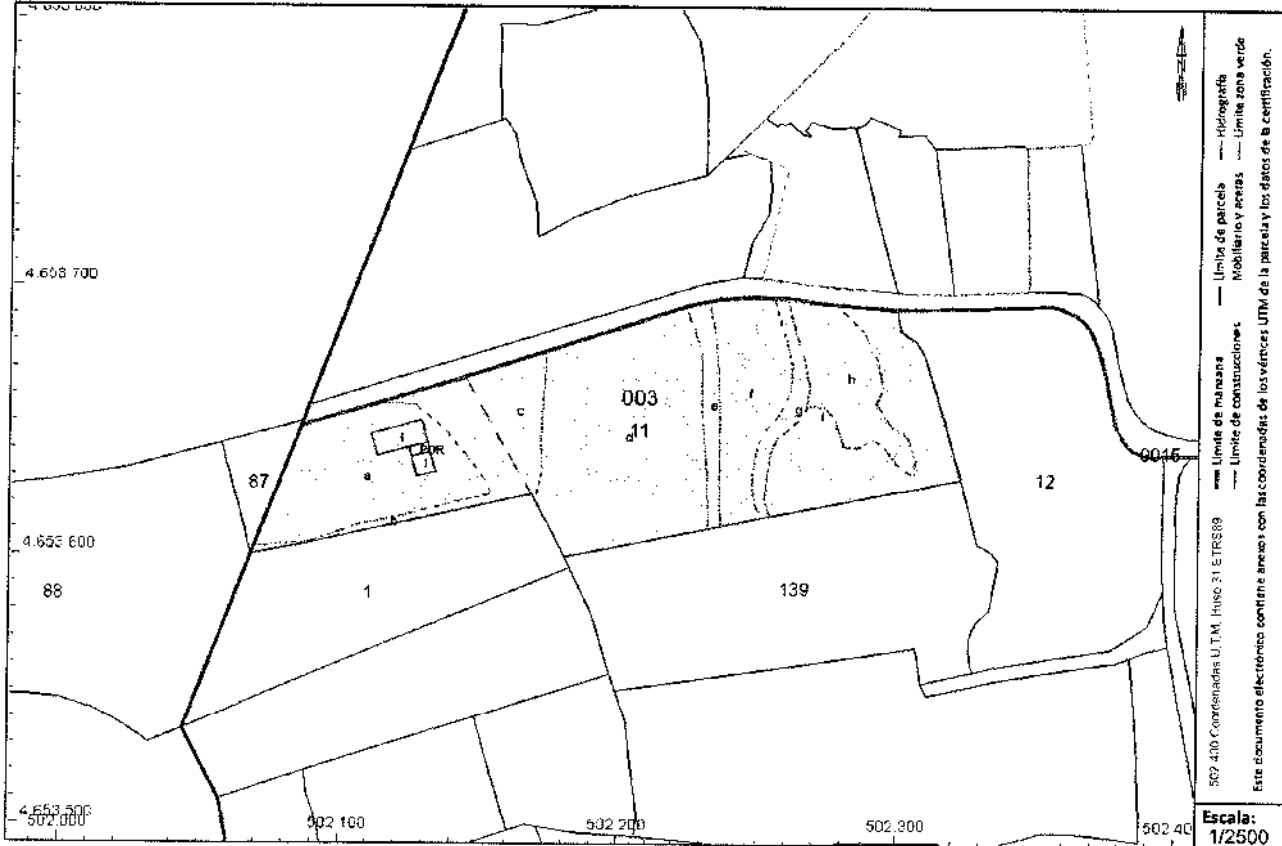 4.653 700
003
11
c
d
e
f
g
h
i
a
b
POR
87
12
0015
4.653 600
88
1
139
4.653.500
502.000
502 100
502 200
502.300
502 40
Límite de manzana
Límite de parcela
Hidrografía
Límite de construcciones
Mobiliario y aceras
Límite zona verde
502.400 Coordenadas U.T.M. Huso 31 ETRS89
Este documento electrónico contiene anexos con las coordenadas de los vértices UTM de la parcela y los datos de la certificación.
Escala:
1/2500